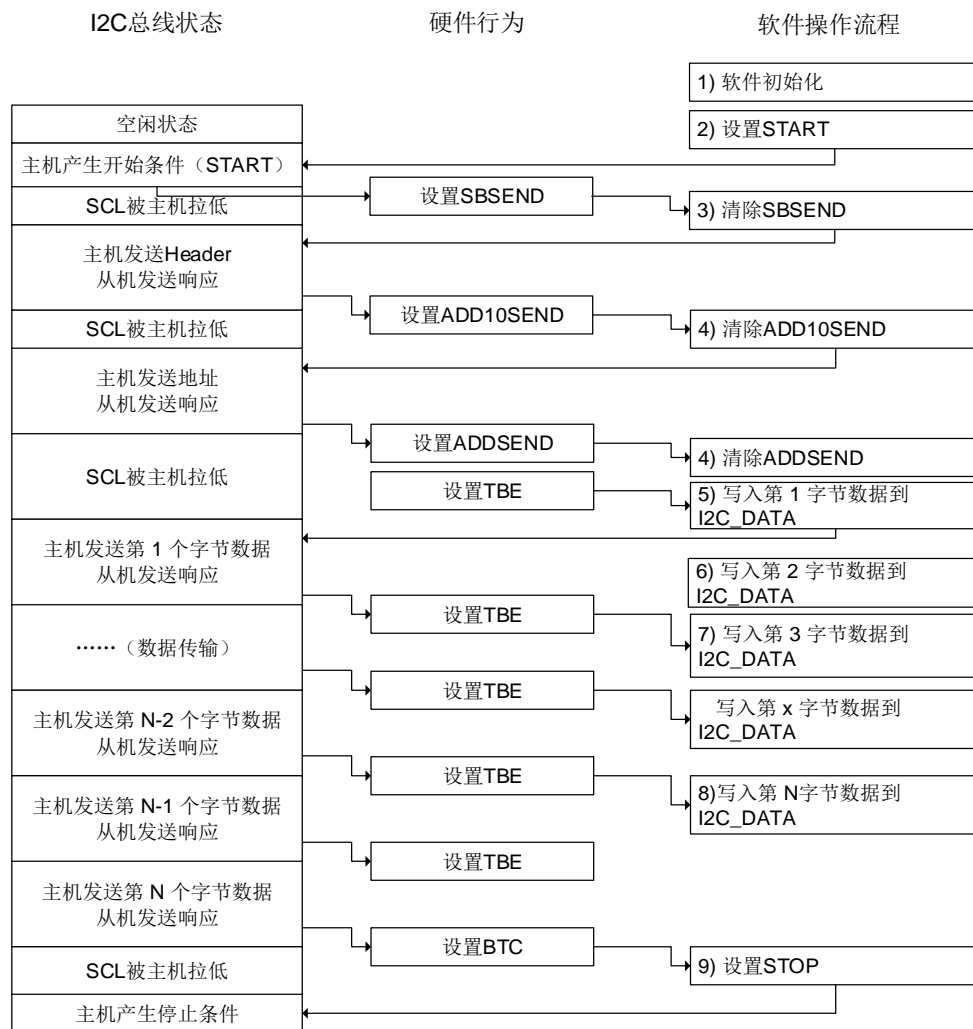 I2C总线状态
硬件行为
软件操作流程
1) 软件初始化
空闲状态
2) 设置START
主机产生开始条件（START）
SCL被主机拉低
设置SBSEND
3) 清除SBSEND
主机发送Header
从机发送响应
设置ADD10SEND
SCL被主机拉低
4) 清除ADD10SEND
主机发送地址
从机发送响应
设置ADDSEND
4) 清除ADDSEND
SCL被主机拉低
设置TBE
5) 写入第 1 字节数据到
I2C_DATA
主机发送第 1 个字节数据
从机发送响应
6) 写入第 2 字节数据到
I2C_DATA
设置TBE
7) 写入第 3 字节数据到
I2C_DATA
……（数据传输）
设置TBE
写入第 x 字节数据到
I2C_DATA
主机发送第 N-2 个字节数据
从机发送响应
设置TBE
8)写入第 N字节数据到
I2C_DATA
主机发送第 N-1 个字节数据
从机发送响应
设置TBE
主机发送第 N 个字节数据
从机发送响应
设置BTC
SCL被主机拉低
9) 设置STOP
主机产生停止条件